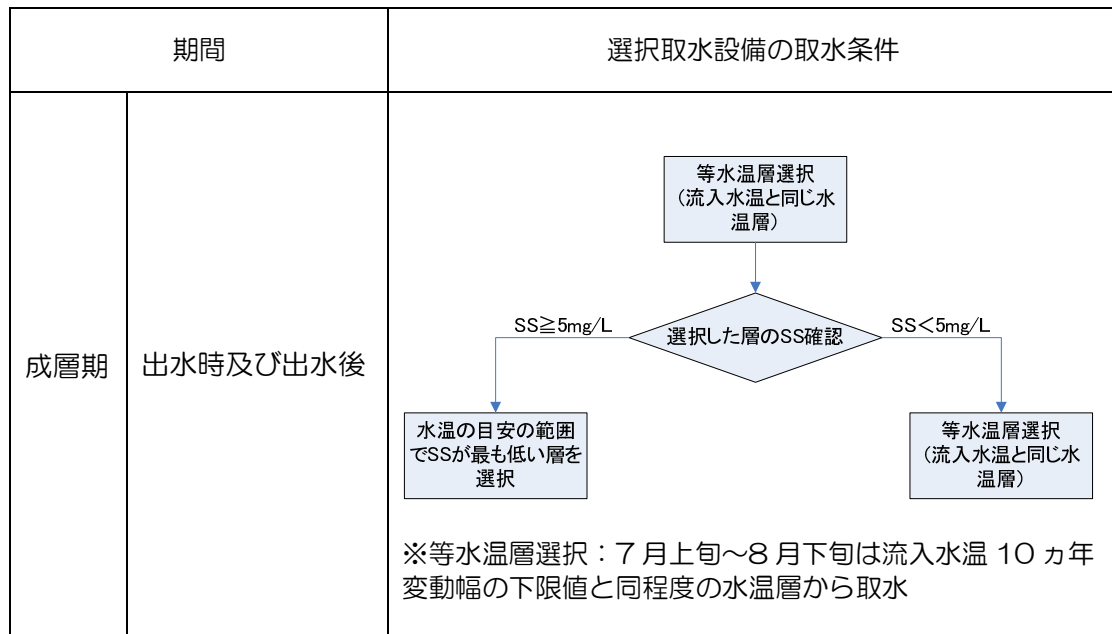 期間
選択取水設備の取水条件
成層期
出水時及び出水後
等水温層選択
(流入水温と同じ水
温層)
選択した層のSS確認
SS≧5mg/L
SS<5mg/L
水温の目安の範囲
でSSが最も低い層を
選択
等水温層選択
(流入水温と同じ水
温層)
※等水温層選択:7月上旬~8月下旬は流入水温 10 ヵ年
変動幅の下限値と同程度の水温層から取水